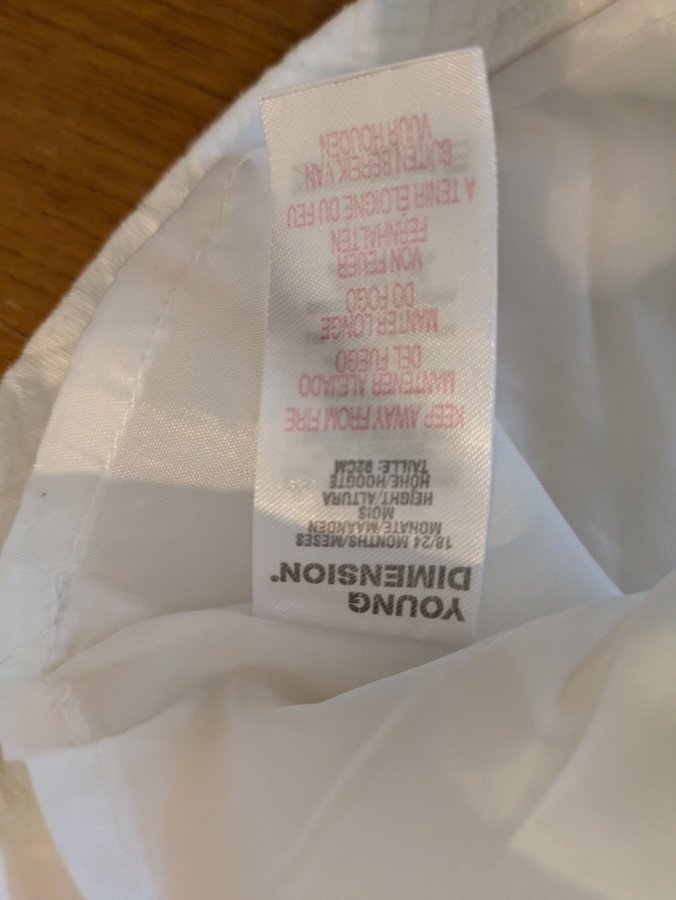 YOUNG
DIMENSION®
18/24 MONTHS/MESES
MONATE/MAANDEN
MOIS
HEIGHT/ALTURA
HÖHE/HOOGTE
TAILLE: 92CM
KEEP AWAY FROM FIRE
MANTENER ALEJADO
DEL FUEGO
MANTER LONGE
DO FOGO
VON FEUER
FERNHALTEN
A TENIR ÉLOIGNE DU FEU
BUITEN BEREIK VAN
VUUR HOUDEN